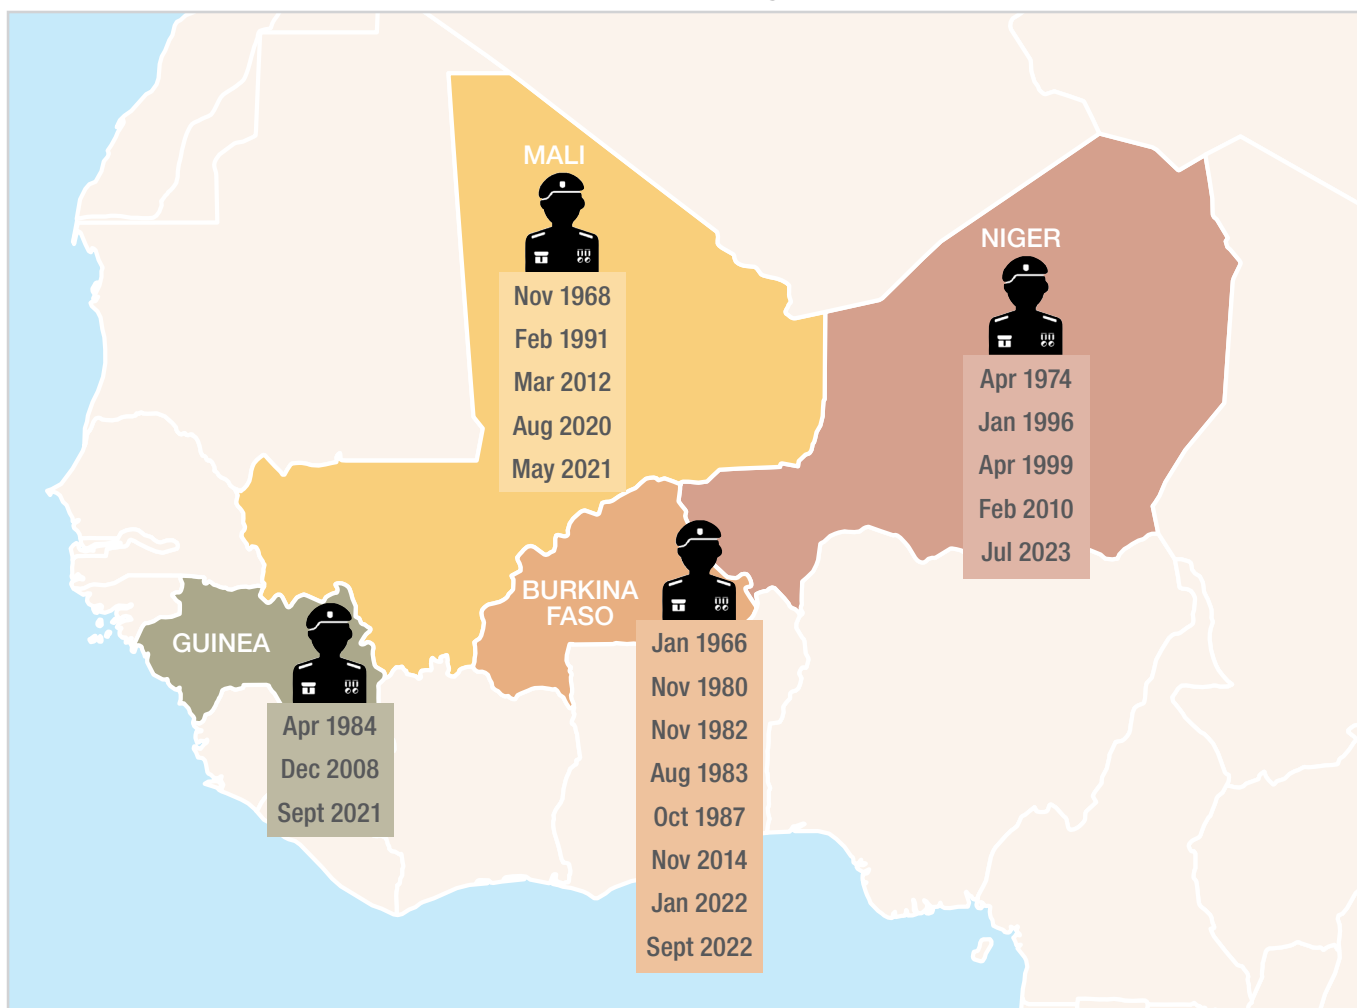 MALI
Nov 1968
Feb 1991
Mar 2012
Aug 2020
May 2021
NIGER
Apr 1974
Jan 1996
Apr 1999
Feb 2010
Jul 2023
BURKINA
FASO
Jan 1966
Nov 1980
Nov 1982
Aug 1983
Oct 1987
Nov 2014
Jan 2022
Sept 2022
GUINEA
Apr 1984
Dec 2008
Sept 2021